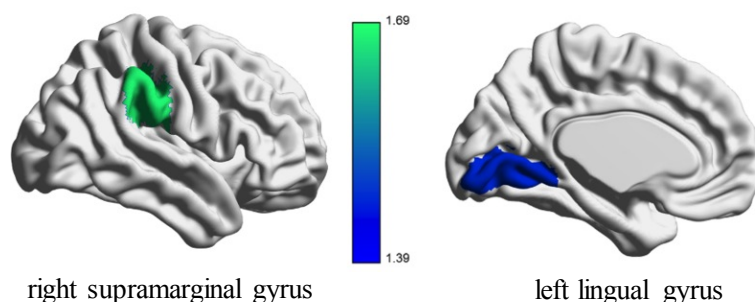 1.69
1.39
right supramarginal gyrus
left lingual gyrus